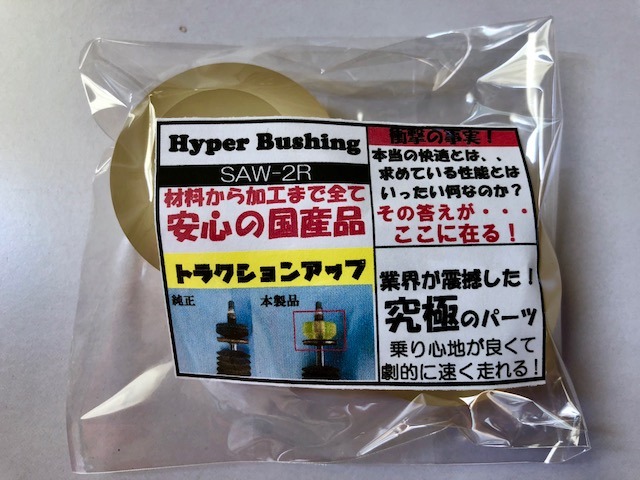 Hyper Bushing
SAW-2R
材料から加工まで全て
安心の国産品
トラクションアップ
純正
本製品
衝撃の事実！
本当の快適とは、、
求めている性能とは
いったい何なのか？
その答えが・・・
ここに在る！
業界が震撼した！
究極のパーツ
乗り心地が良くて
劇的に速く走れる！